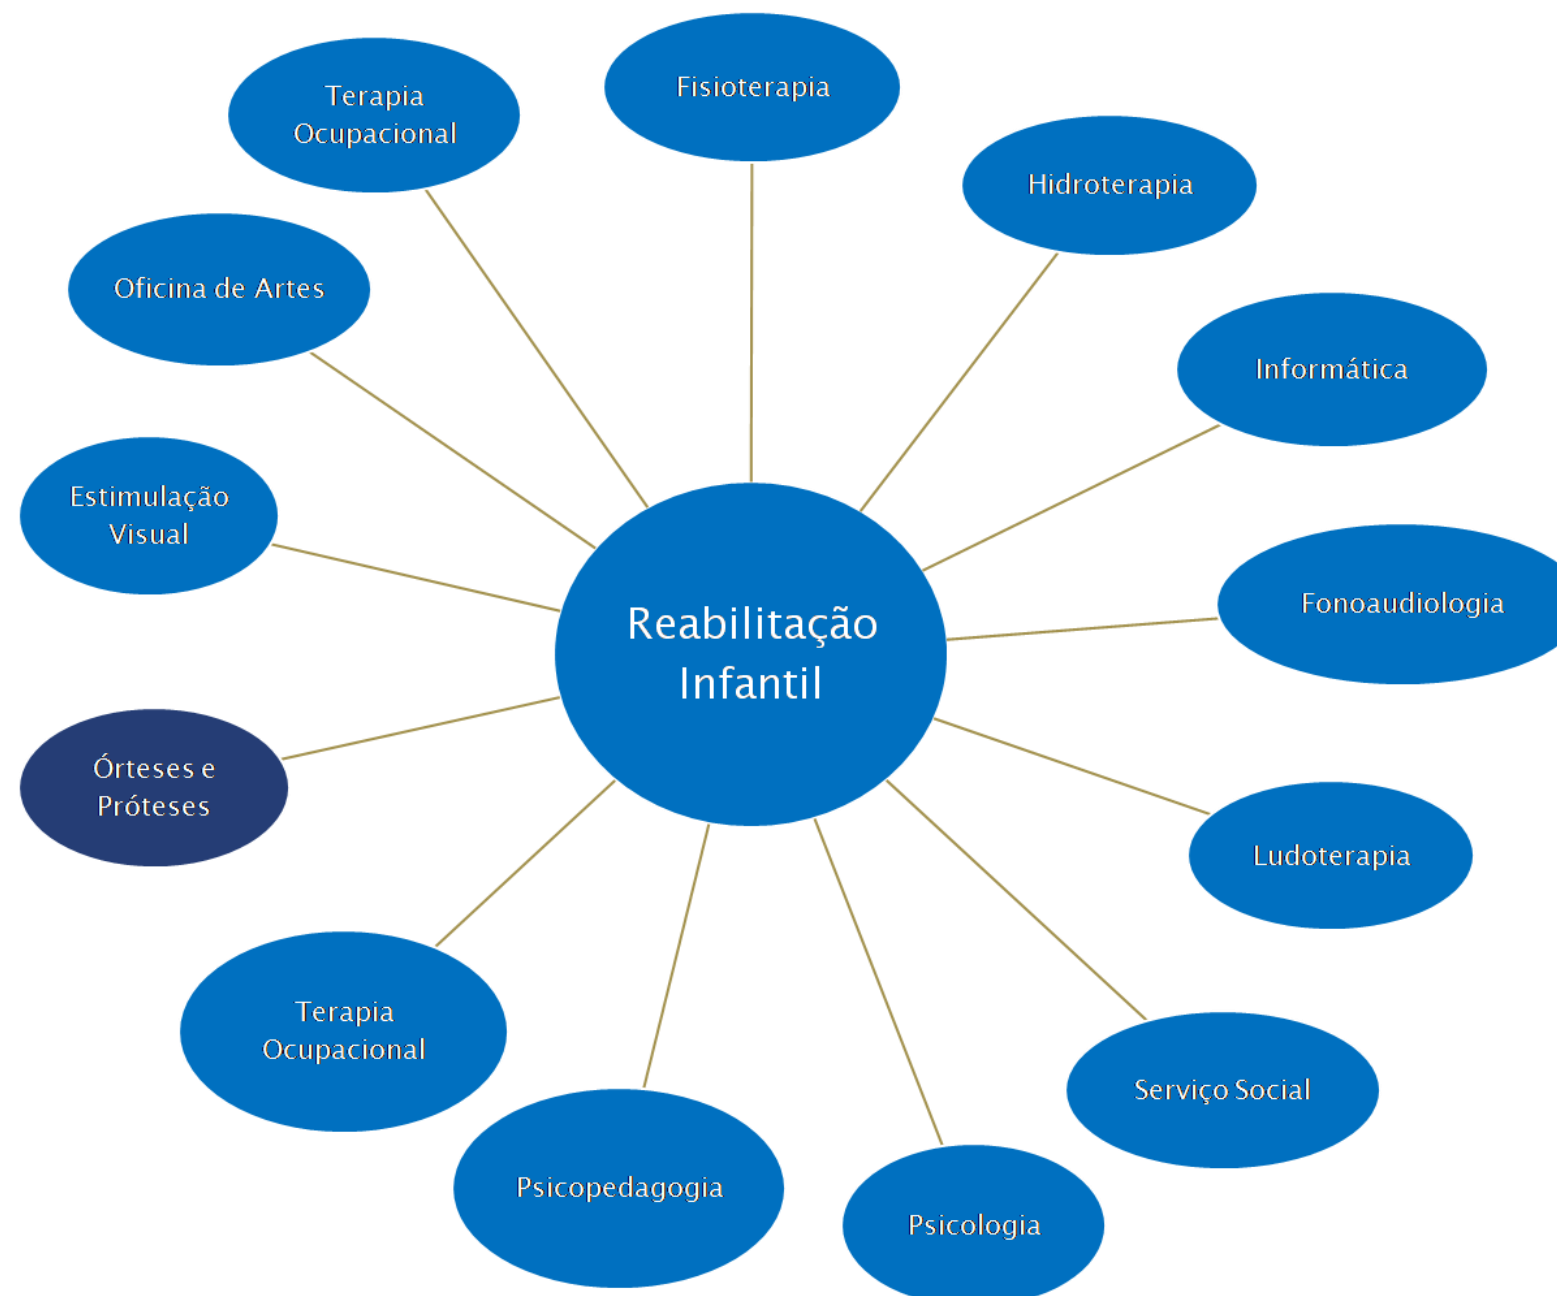 Fisioterapia
Terapia
Ocupacional
Hidroterapia
Oficina de Artes
Informática
Estimulação
Visual
Fonoaudiologia
Reabilitação
Infantil
Órteses e
Próteses
Ludoterapia
Terapia
Ocupacional
Serviço Social
Psicopedagogia
Psicologia